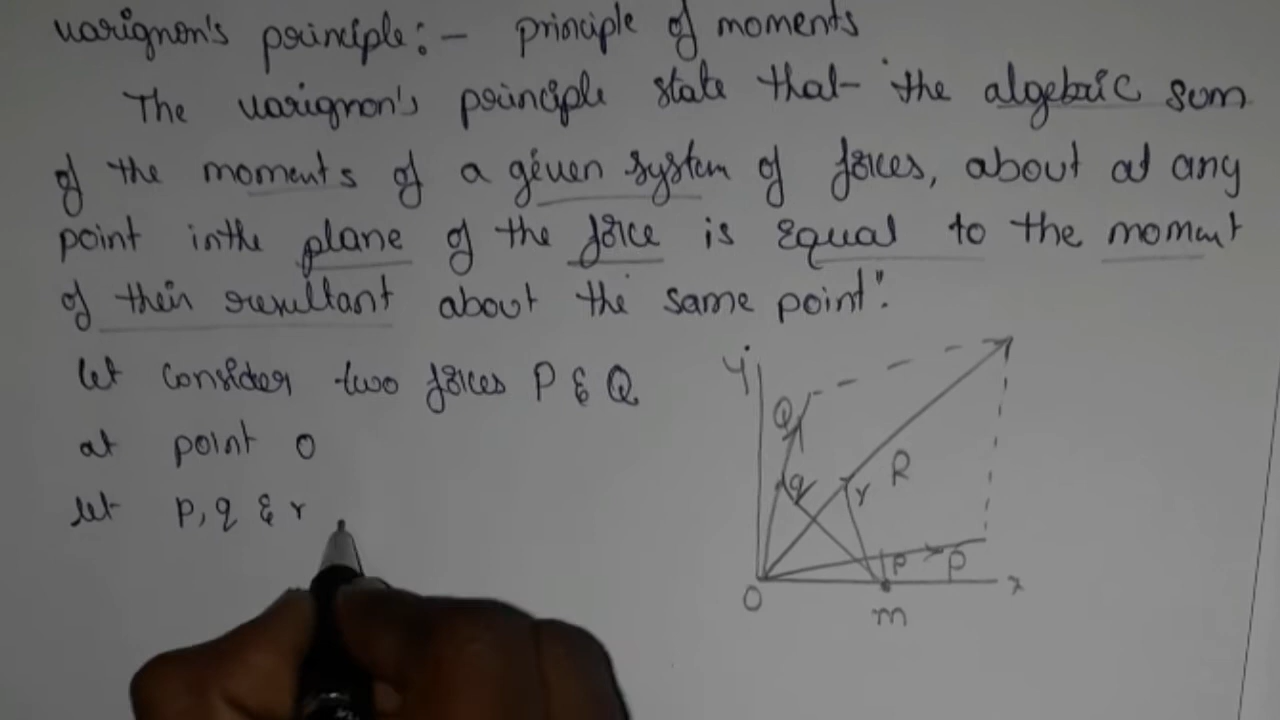 varignon's principle:- principle of moments
The varignon's principle state that "the algebric sum
of the moments of a given system of forces, about at any
point in the plane of the force is equal to the moment
of their resultant about the same point".
let consider two forces P & Q
at point O
let p, q & r
y
Q
q
R
r
p
P
O
m
x